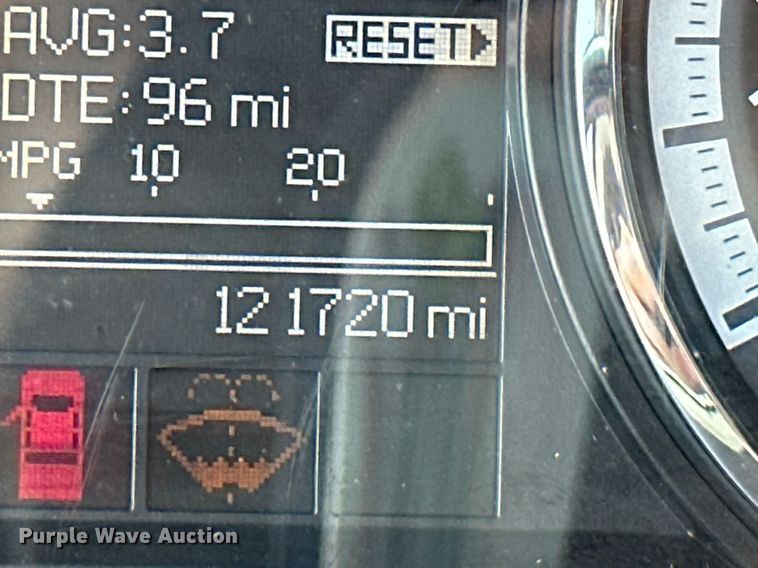 AVG:3.7 RESET>
DTE:96 mi
MPG 10 20
121720 mi
Purple Wave Auction